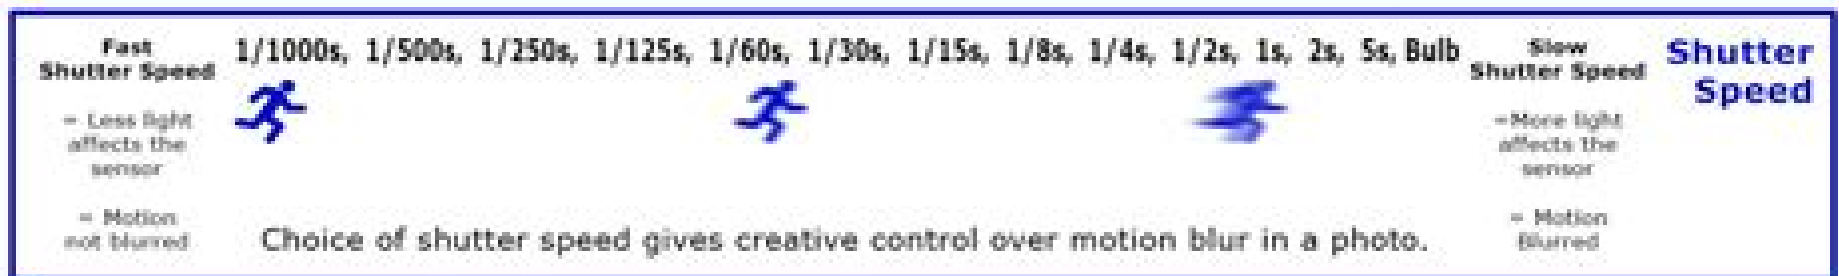 Fast
Shutter Speed
= Less light
affects the
sensor
= Motion
not blurred
1/1000s, 1/500s, 1/250s, 1/125s, 1/60s, 1/30s, 1/15s, 1/8s, 1/4s, 1/2s, 1s, 2s, 5s, Bulb
Choice of shutter speed gives creative control over motion blur in a photo.
Slow
Shutter Speed
=More light
affects the
sensor
= Motion
Blurred
Shutter
Speed